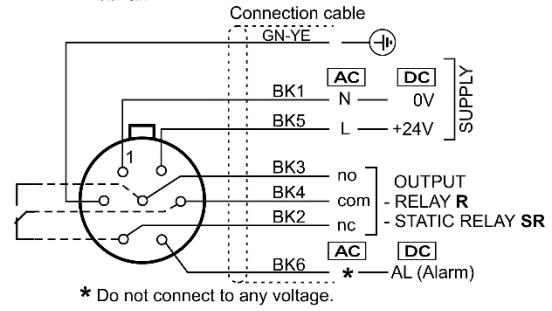 Connection cable
GN-YE
AC DC
BK1 N 0V
BK5 L +24V
SUPPLY
1
BK3 no
BK4 com
BK2 nc
OUTPUT
- RELAY R
- STATIC RELAY SR
AC DC
BK6 * AL (Alarm)
* Do not connect to any voltage.